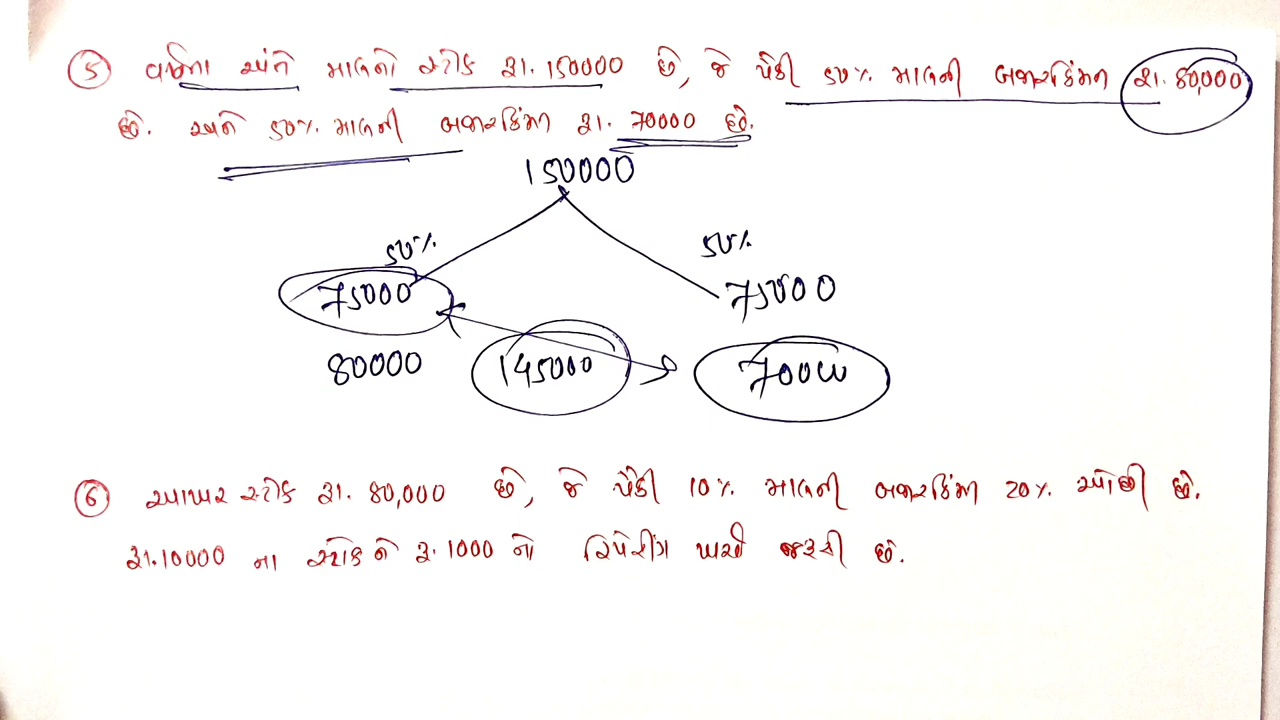 ⑤ વર્ષના અંતે માલનો સ્ટોક રૂા. 150000 છે, જે પૈકી 50% માલની બજારકિંમત રૂા. 80,000
છે. અને 50% માલની બજારકિંમત રૂા. 70000 છે.
150000
50% 50%
75000 75000
80000 145000 70000
⑥ આખર સ્ટોક રૂા. 80,000 છે, જે પૈકી 10% માલની બજારકિંમત 20% ઓછી છે.
રૂા. 10000 ના સ્ટોક ને રૂ. 1000 નો રિપેરીંગ ખર્ચ જરૂરી છે.